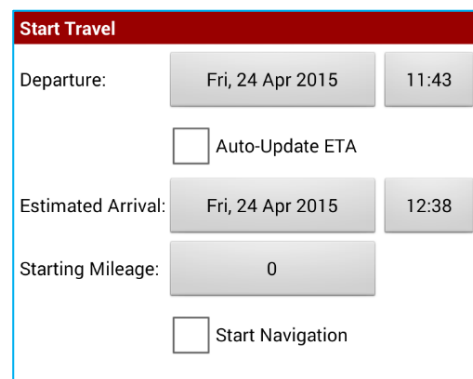 Start Travel
Departure: Fri, 24 Apr 2015 11:43
Auto-Update ETA
Estimated Arrival: Fri, 24 Apr 2015 12:38
Starting Mileage: 0
Start Navigation